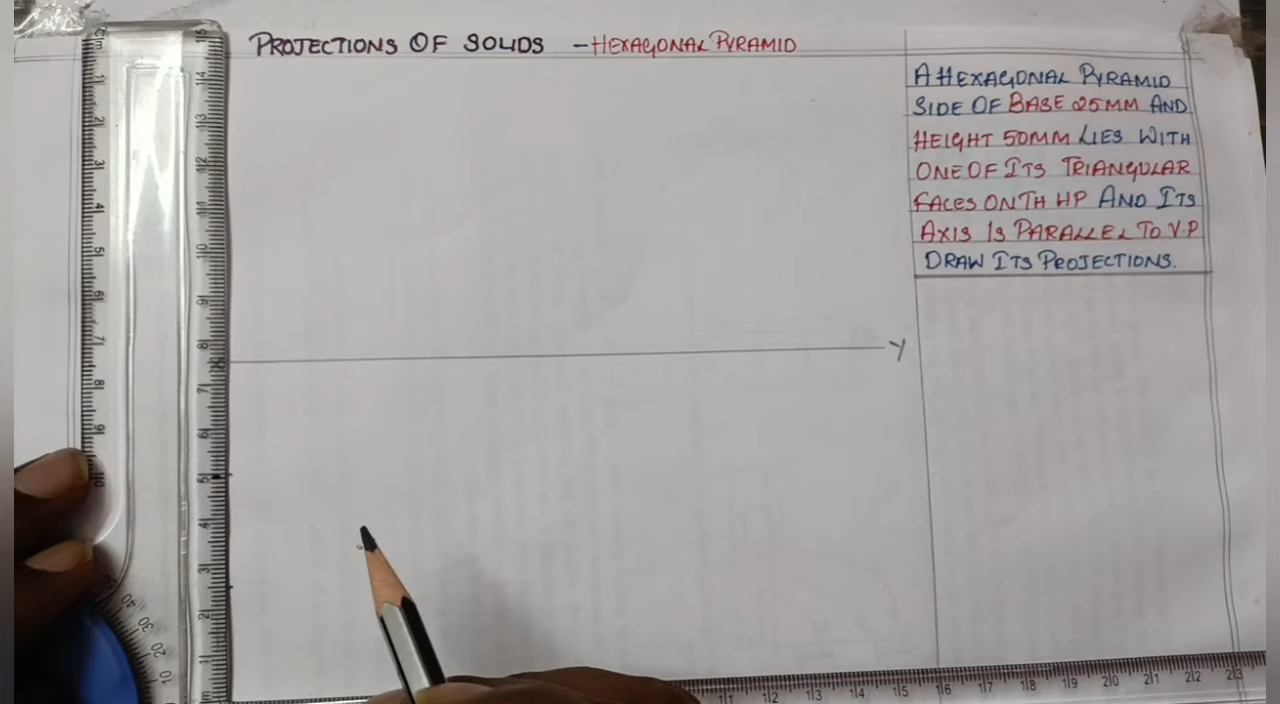 PROJECTIONS OF SOLIDS - HEXAGONAL PYRAMID
A HEXAGONAL PYRAMID
SIDE OF BASE 25MM AND
HEIGHT 50MM LIES WITH
ONE OF ITS TRIANGULAR
FACES ON TH HP AND ITS
AXIS IS PARALLEL TO V.P
DRAW ITS PROJECTIONS.
Y